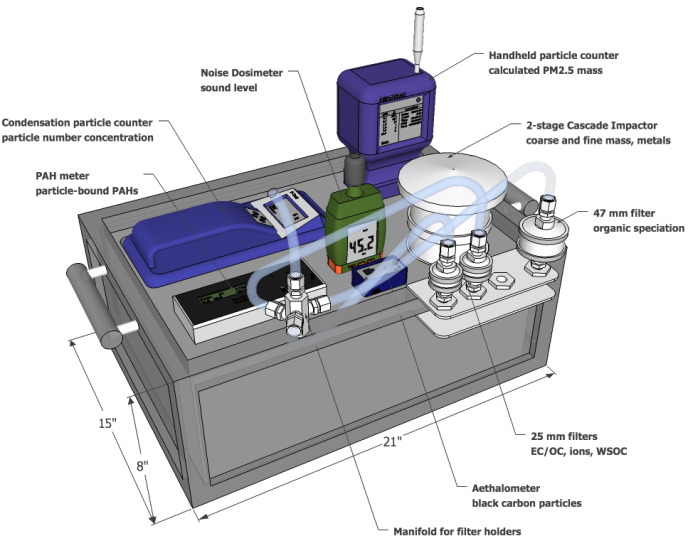 Handheld particle counter
calculated PM2.5 mass
Noise Dosimeter
sound level
Condensation particle counter
particle number concentration
2-stage Cascade Impactor
coarse and fine mass, metals
PAH meter
particle-bound PAHs
47 mm filter
organic speciation
45.2
15"
8"
21"
25 mm filters
EC/OC, ions, WSOC
Aethalometer
black carbon particles
Manifold for filter holders